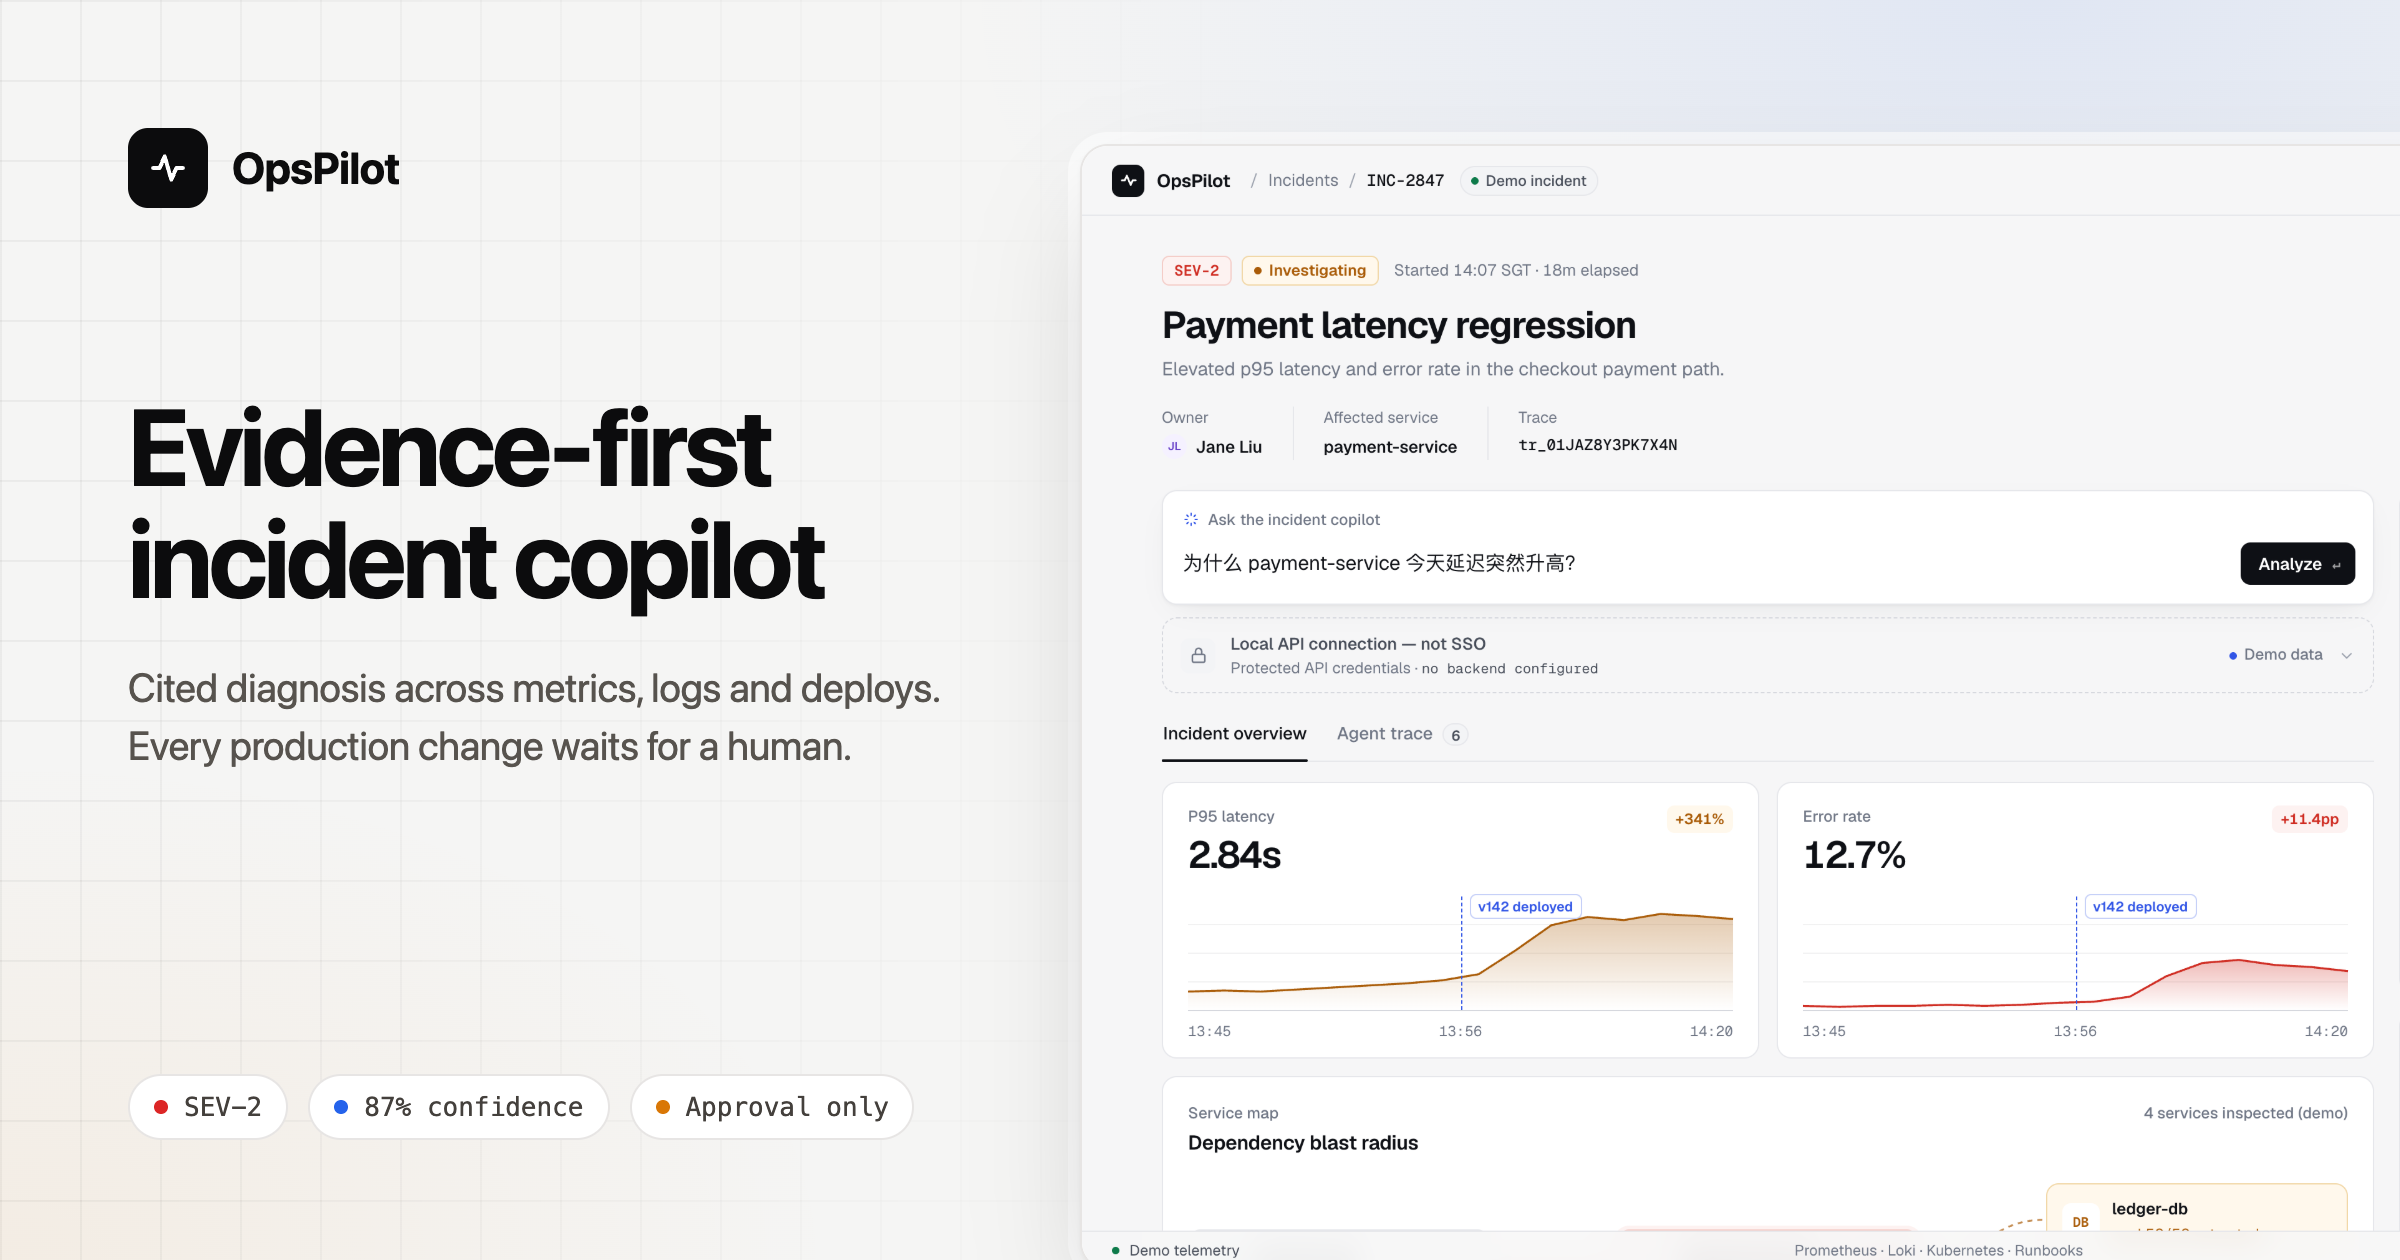 OpsPilot
Evidence-first
incident copilot
Cited diagnosis across metrics, logs and deploys.
Every production change waits for a human.
SEV-2
87% confidence
Approval only
OpsPilot / Incidents / INC-2847 Demo incident
SEV-2 Investigating Started 14:07 SGT · 18m elapsed
Payment latency regression
Elevated p95 latency and error rate in the checkout payment path.
Owner
JL Jane Liu
Affected service
payment-service
Trace
tr_01JAZ8Y3PK7X4N
Ask the incident copilot
为什么 payment-service 今天延迟突然升高?
Analyze ↵
Local API connection — not SSO
Protected API credentials · no backend configured
Demo data
Incident overview Agent trace 6
P95 latency +341%
2.84s
v142 deployed
13:45 13:56 14:20
Error rate +11.4pp
12.7%
v142 deployed
13:45 13:56 14:20
Service map 4 services inspected (demo)
Dependency blast radius
DB ledger-db
Demo telemetry Prometheus · Loki · Kubernetes · Runbooks